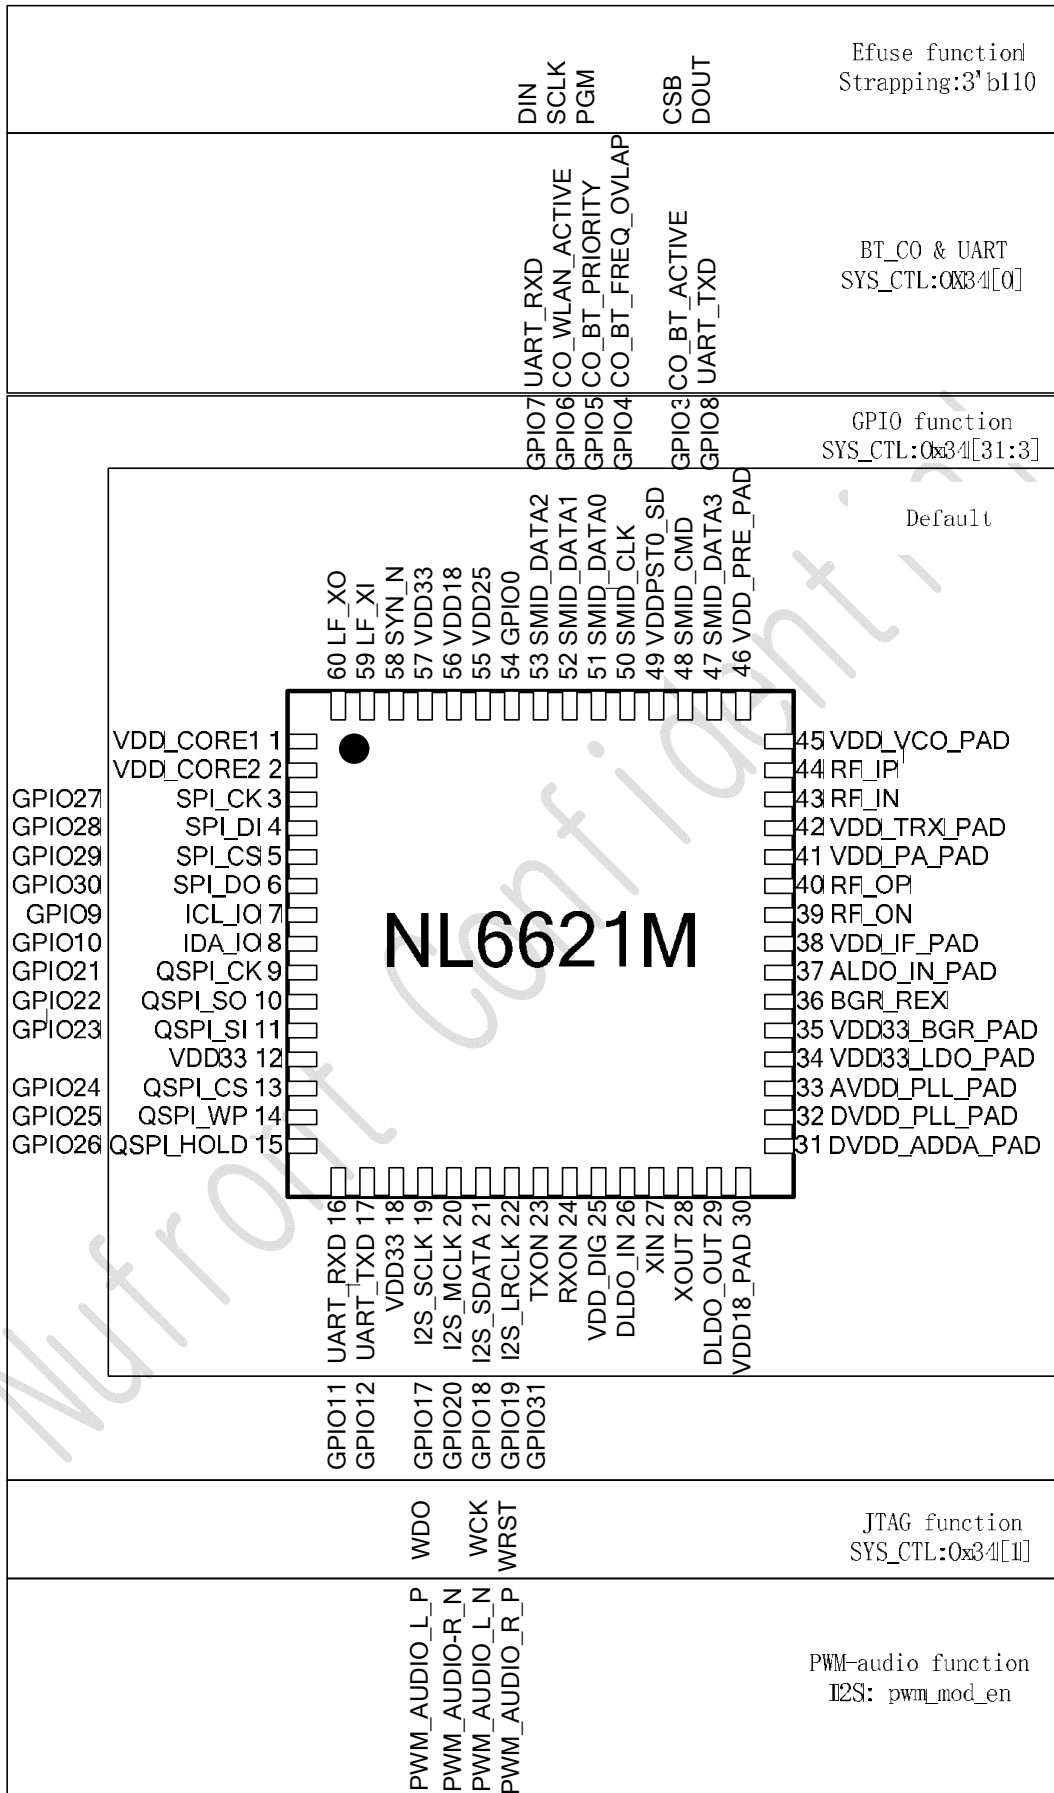 Efuse function
Strapping:3'b110
DIN
SCLK
PGM
CSB
DOUT
BT_CO & UART
SYS_CTL:0X34[0]
UART_RXD
CO_WLAN_ACTIVE
CO_BT_PRIORITY
CO_BT_FREQ_OVLAP
CO_BT_ACTIVE
UART_TXD
GPIO function
SYS_CTL:0x34[31:3]
GPIO7
GPIO6
GPIO5
GPIO4
GPIO3
GPIO8
Default
60 LF_XO
59 LF_XI
58 SYN_N
57 VDD33
56 VDD18
55 VDD25
54 GPIO0
53 SMID_DATA2
52 SMID_DATA1
51 SMID_DATA0
50 SMID_CLK
49 VDDPST0_SD
48 SMID_CMD
47 SMID_DATA3
46 VDD_PRE_PAD
VDD_CORE1 1
VDD_CORE2 2
GPIO27 SPI_CK 3
GPIO28 SPI_DI 4
GPIO29 SPI_CS 5
GPIO30 SPI_DO 6
GPIO9 ICL_IO 7
GPIO10 IDA_IO 8
GPIO21 QSPI_CK 9
GPIO22 QSPI_SO 10
GPIO23 QSPI_SI 11
VDD33 12
GPIO24 QSPI_CS 13
GPIO25 QSPI_WP 14
GPIO26 QSPI_HOLD 15
NL6621M
45 VDD_VCO_PAD
44 RF_IP
43 RF_IN
42 VDD_TRX_PAD
41 VDD_PA_PAD
40 RF_OP
39 RF_ON
38 VDD_IF_PAD
37 ALDO_IN_PAD
36 BGR_REX
35 VDD33_BGR_PAD
34 VDD33_LDO_PAD
33 AVDD_PLL_PAD
32 DVDD_PLL_PAD
31 DVDD_ADDA_PAD
UART_RXD 16
UART_TXD 17
VDD33 18
I2S_SCLK 19
I2S_MCLK 20
I2S_SDATA 21
I2S_LRCLK 22
TXON 23
RXON 24
VDD_DIG 25
DLDO_IN 26
XIN 27
XOUT 28
DLDO_OUT 29
VDD18_PAD 30
GPIO11
GPIO12
GPIO17
GPIO20
GPIO18
GPIO19
GPIO31
WDO
WCK
WRST
JTAG function
SYS_CTL:0x34[1]
PWM_AUDIO_L_P
PWM_AUDIO-R_N
PWM_AUDIO_L_N
PWM_AUDIO_R_P
PWM-audio function
I2S: pwm_mod_en
Nufront Confidential